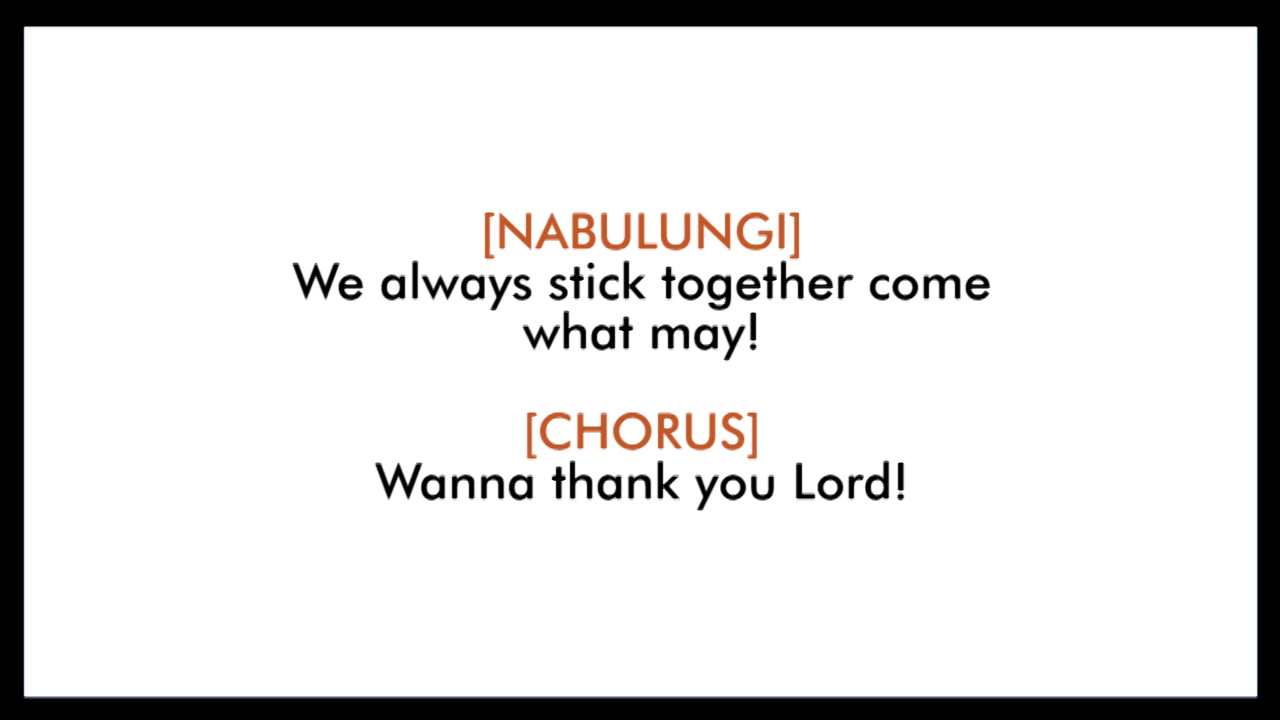 [NABULUNGI]
We always stick together come
what may!
[CHORUS]
Wanna thank you Lord!